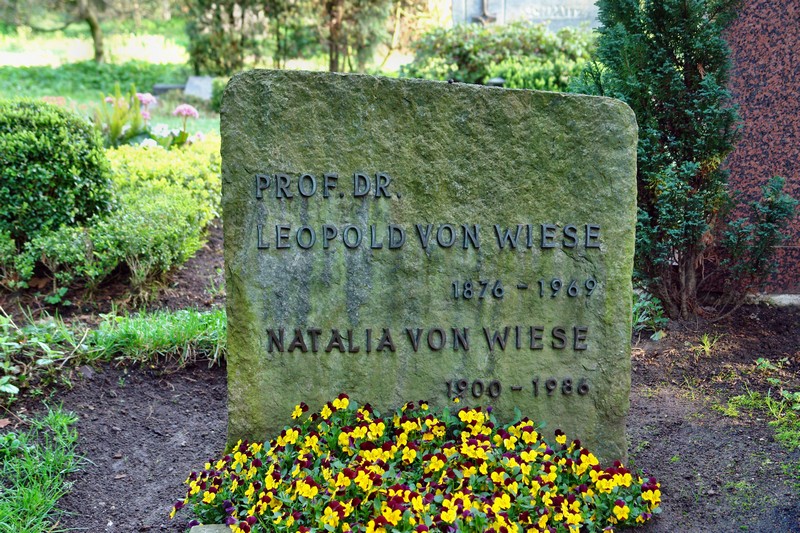 PROF. DR.
LEOPOLD VON WIESE
1876 - 1969
NATALIA VON WIESE
1900 - 1986